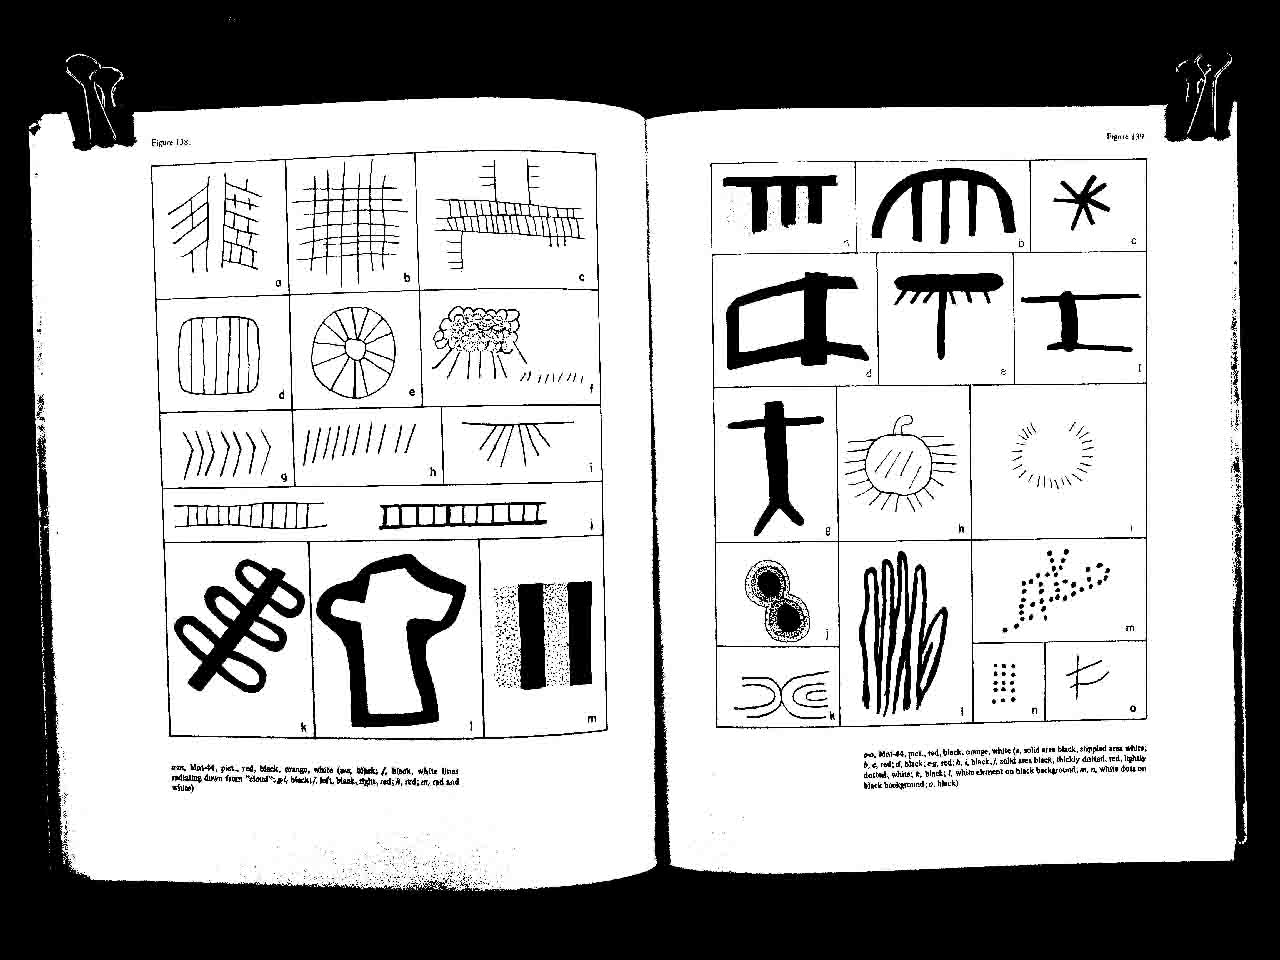 Figure 138.
a
b
c
d
e
f
g
h
i
j
k
l
m
a-m, Mnt-44, pict., red, black, orange, white (a-e, black; f, black, white lines
radiating down from "cloud"; g-i, black; j, left, black, right, red; k, red; m, red and
white)
Figure 139
a
b
c
d
e
f
g
h
i
j
k
l
m
n
o
a-o, Mnt-44, pict., red, black, orange, white (a, solid area black, stippled area white;
b, c, red; d, black; e-g, red; h, i, black; j, solid area black, thickly dotted, red, lightly
dotted, white; k, black; l, white element on black background; m, n, white dots on
black background; o, black)